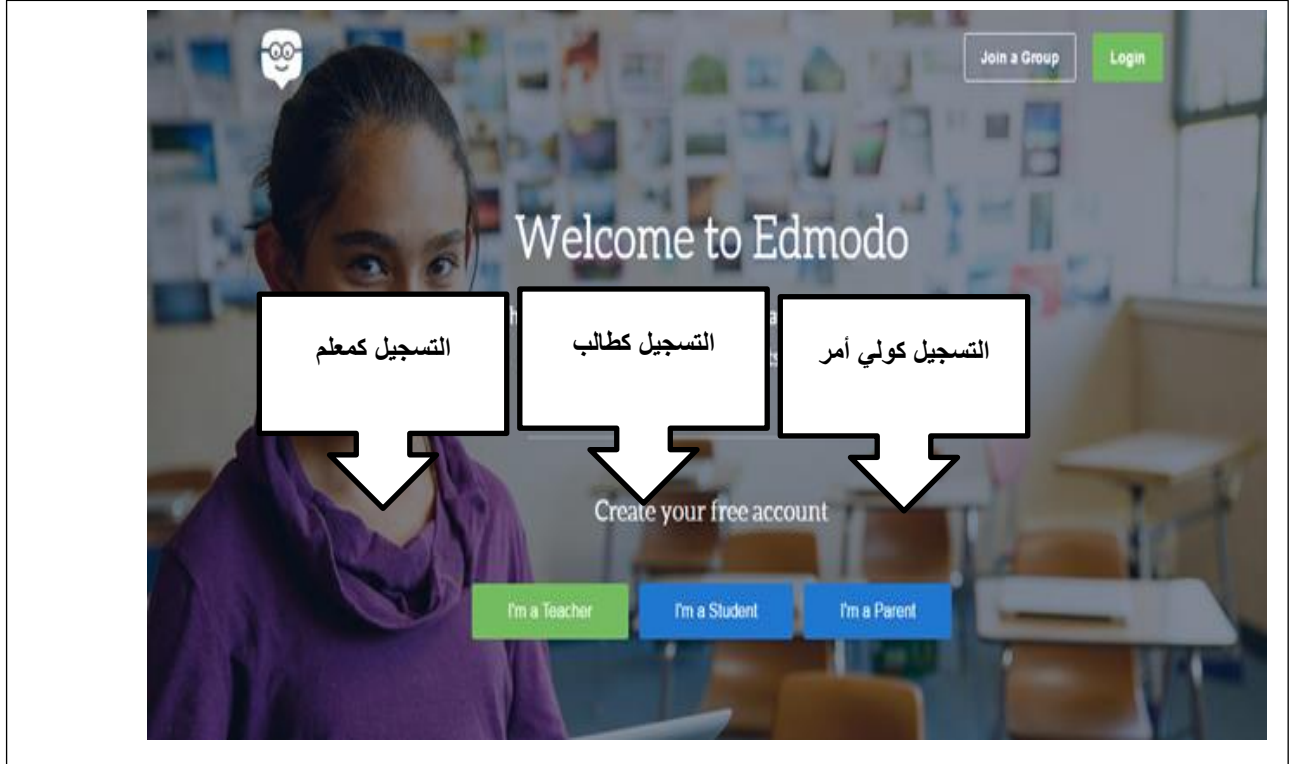 Join a Group
Login
Welcome to Edmodo
التسجيل كمعلم
التسجيل كطالب
التسجيل كولي أمر
Create your free account
I'm a Teacher
I'm a Student
I'm a Parent